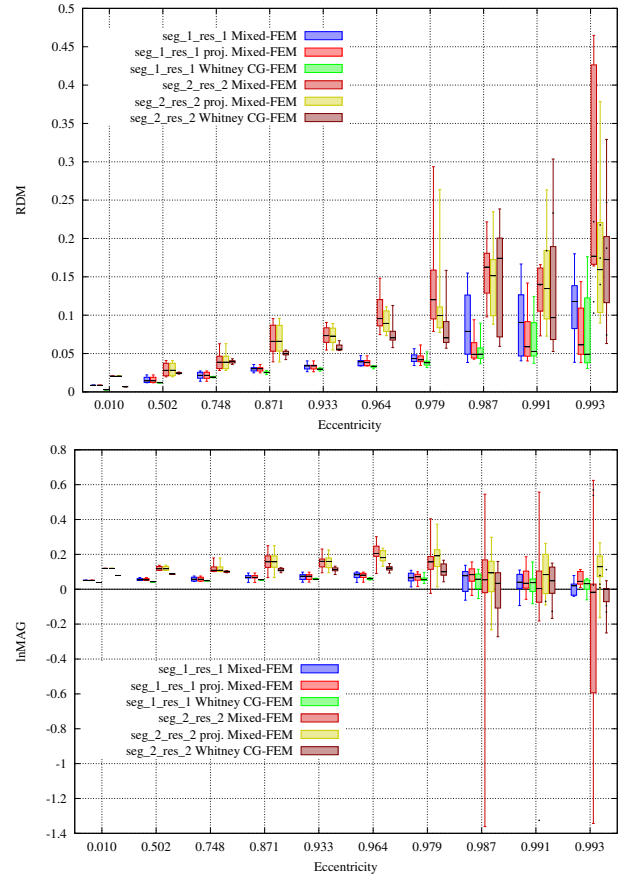 0.5
0.45
0.4
0.35
0.3
0.25
0.2
0.15
0.1
0.05
0
RDM
seg_1_res_1 Mixed-FEM
seg_1_res_1 proj. Mixed-FEM
seg_1_res_1 Whitney CG-FEM
seg_2_res_2 Mixed-FEM
seg_2_res_2 proj. Mixed-FEM
seg_2_res_2 Whitney CG-FEM
0.010 0.502 0.748 0.871 0.933 0.964 0.979 0.987 0.991 0.993
Eccentricity
0.8
0.6
0.4
0.2
0
-0.2
-0.4
-0.6
-0.8
-1
-1.2
-1.4
lnMAG
seg_1_res_1 Mixed-FEM
seg_1_res_1 proj. Mixed-FEM
seg_1_res_1 Whitney CG-FEM
seg_2_res_2 Mixed-FEM
seg_2_res_2 proj. Mixed-FEM
seg_2_res_2 Whitney CG-FEM
0.010 0.502 0.748 0.871 0.933 0.964 0.979 0.987 0.991 0.993
Eccentricity